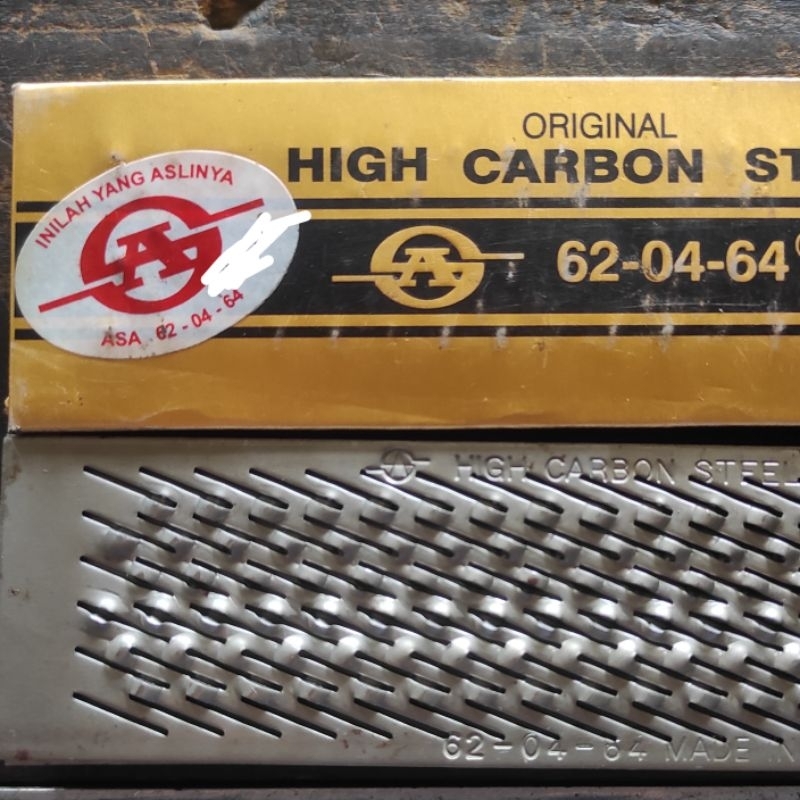 ORIGINAL
HIGH CARBON ST
INILAH YANG ASLINYA
A
ASA 62-04-64
A 62-04-64
A HIGH CARBON STEEL
62-04-64 MADE IN